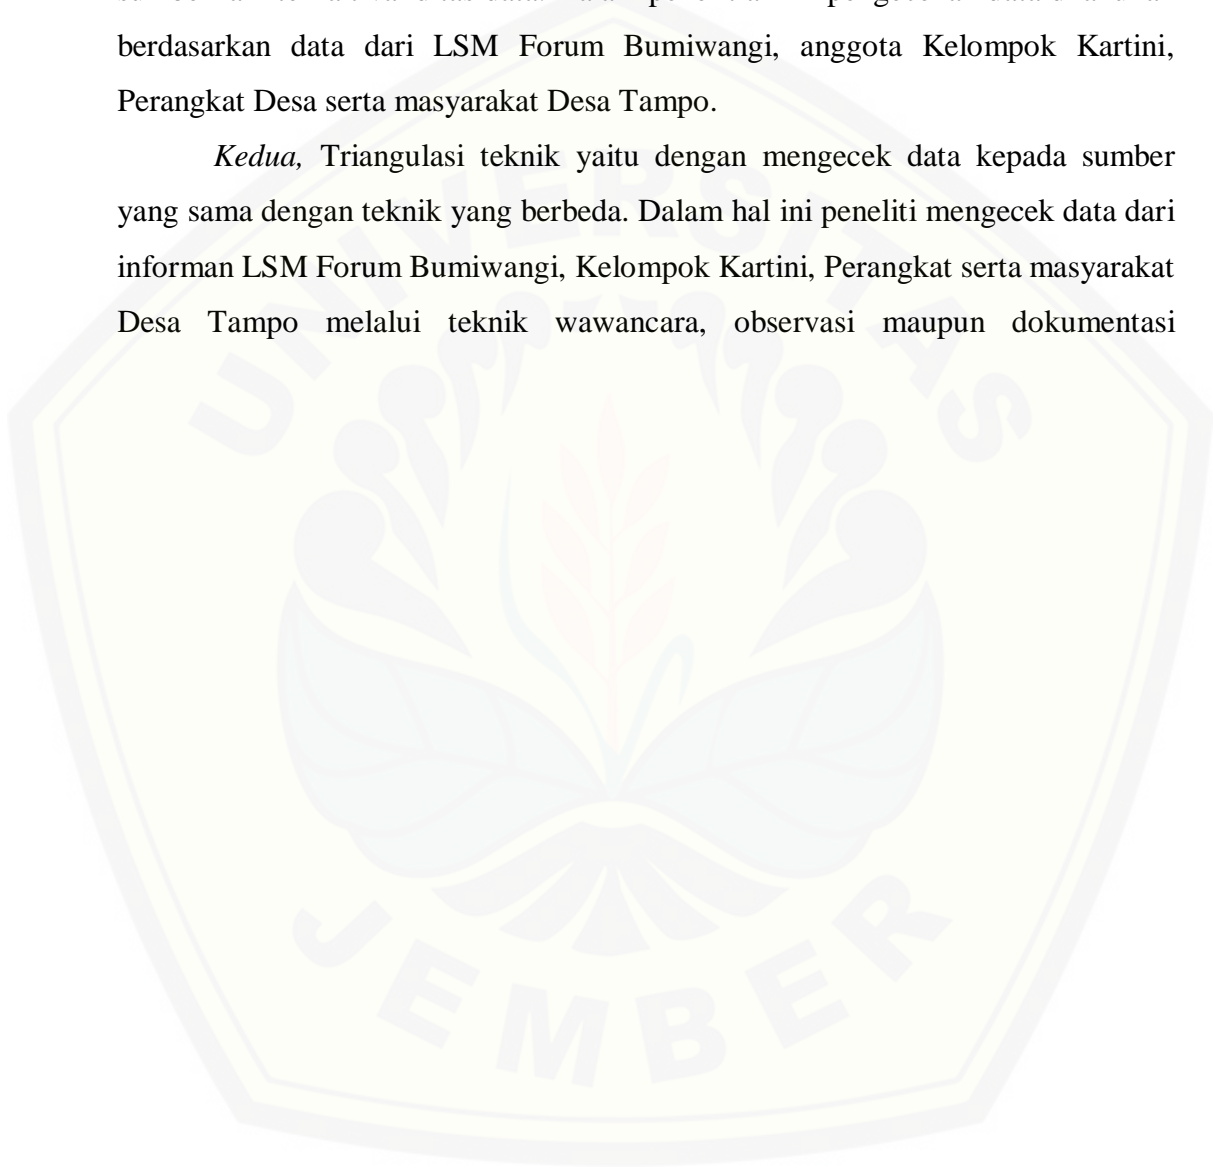 berdasarkan data dari LSM Forum Bumiwangi, anggota Kelompok Kartini,
Perangkat Desa serta masyarakat Desa Tampo.
Kedua, Triangulasi teknik yaitu dengan mengecek data kepada sumber
yang sama dengan teknik yang berbeda. Dalam hal ini peneliti mengecek data dari
informan LSM Forum Bumiwangi, Kelompok Kartini, Perangkat serta masyarakat
Desa Tampo melalui teknik wawancara, observasi maupun dokumentasi
UNIVERSITAS
JEMBER